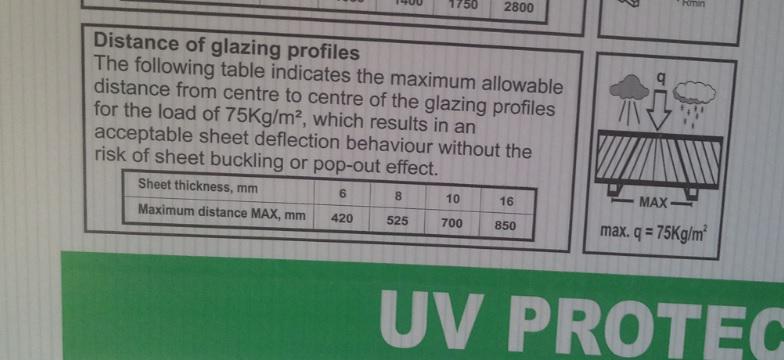 1400 1750 2800
Rmin
Distance of glazing profiles
The following table indicates the maximum allowable
distance from centre to centre of the glazing profiles
for the load of 75Kg/m², which results in an
acceptable sheet deflection behaviour without the
risk of sheet buckling or pop-out effect.
Sheet thickness, mm 6 8 10 16
Maximum distance MAX, mm 420 525 700 850
q
MAX
max. q = 75Kg/m²
UV PROTEC